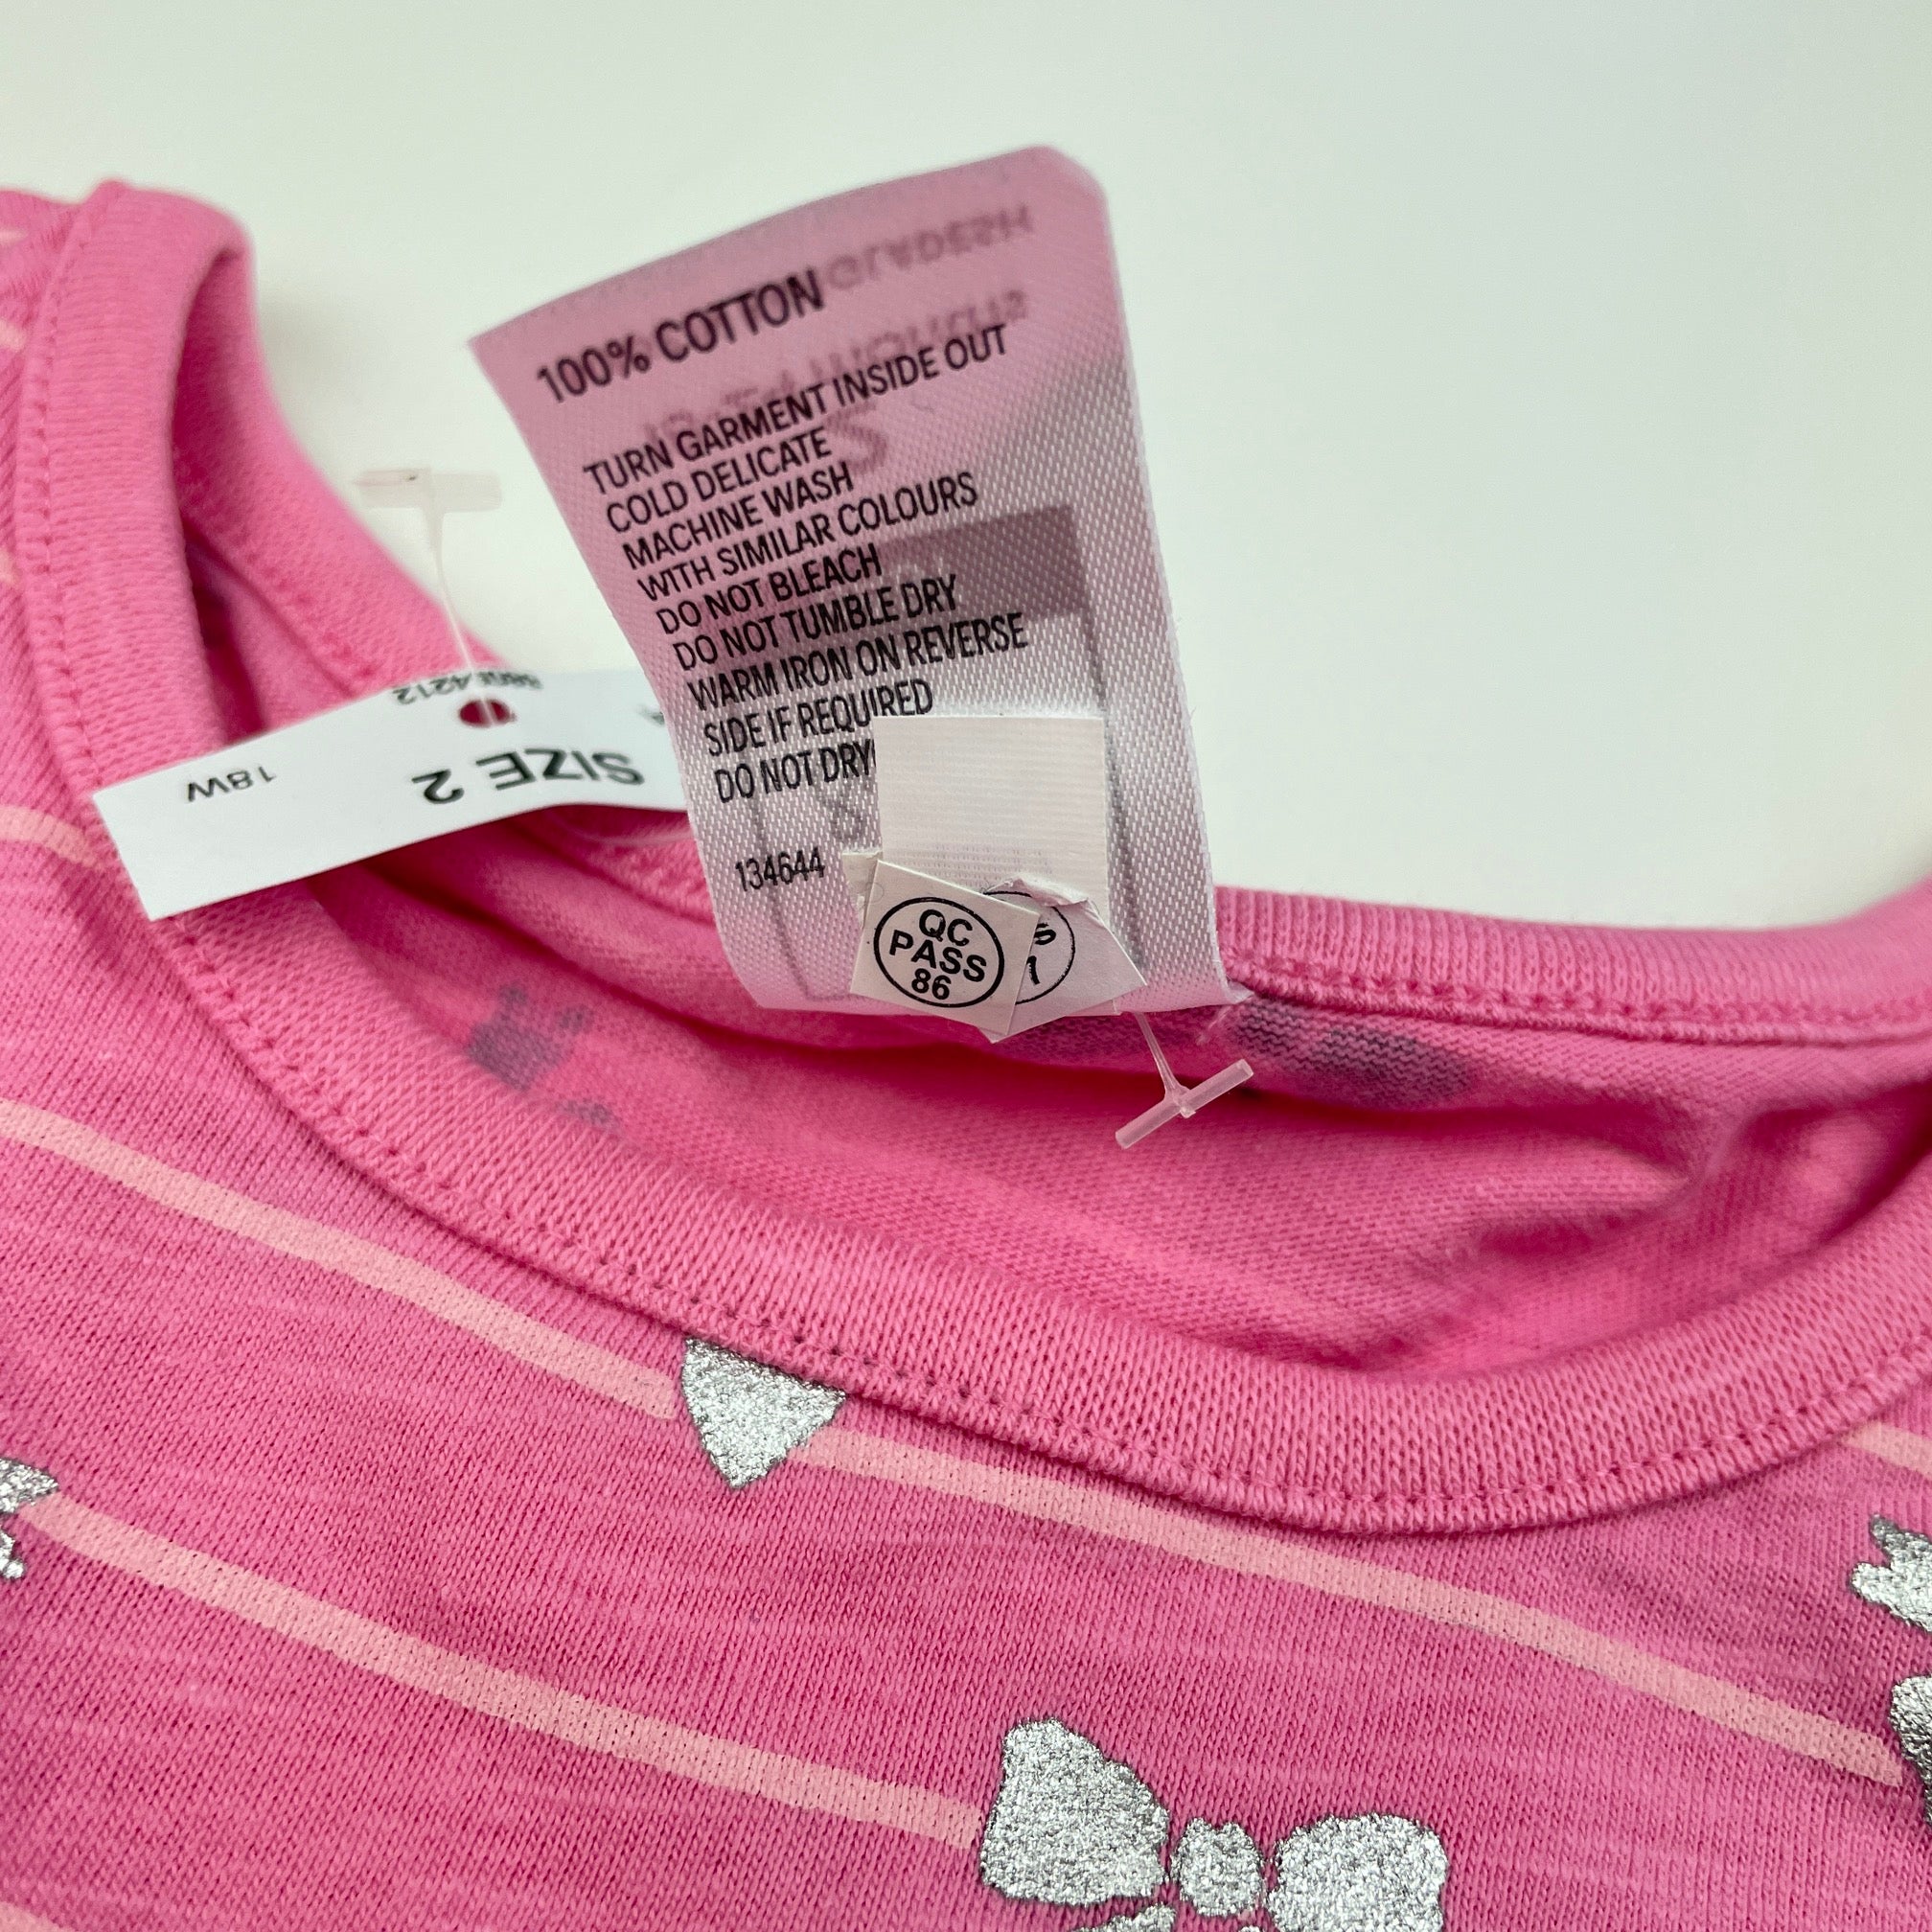 100% COTTON
TURN GARMENT INSIDE OUT
COLD DELICATE
MACHINE WASH
WITH SIMILAR COLOURS
DO NOT BLEACH
DO NOT TUMBLE DRY
WARM IRON ON REVERSE
SIDE IF REQUIRED
DO NOT DRY
134644
QC
PASS
86
SIZE 2
18W